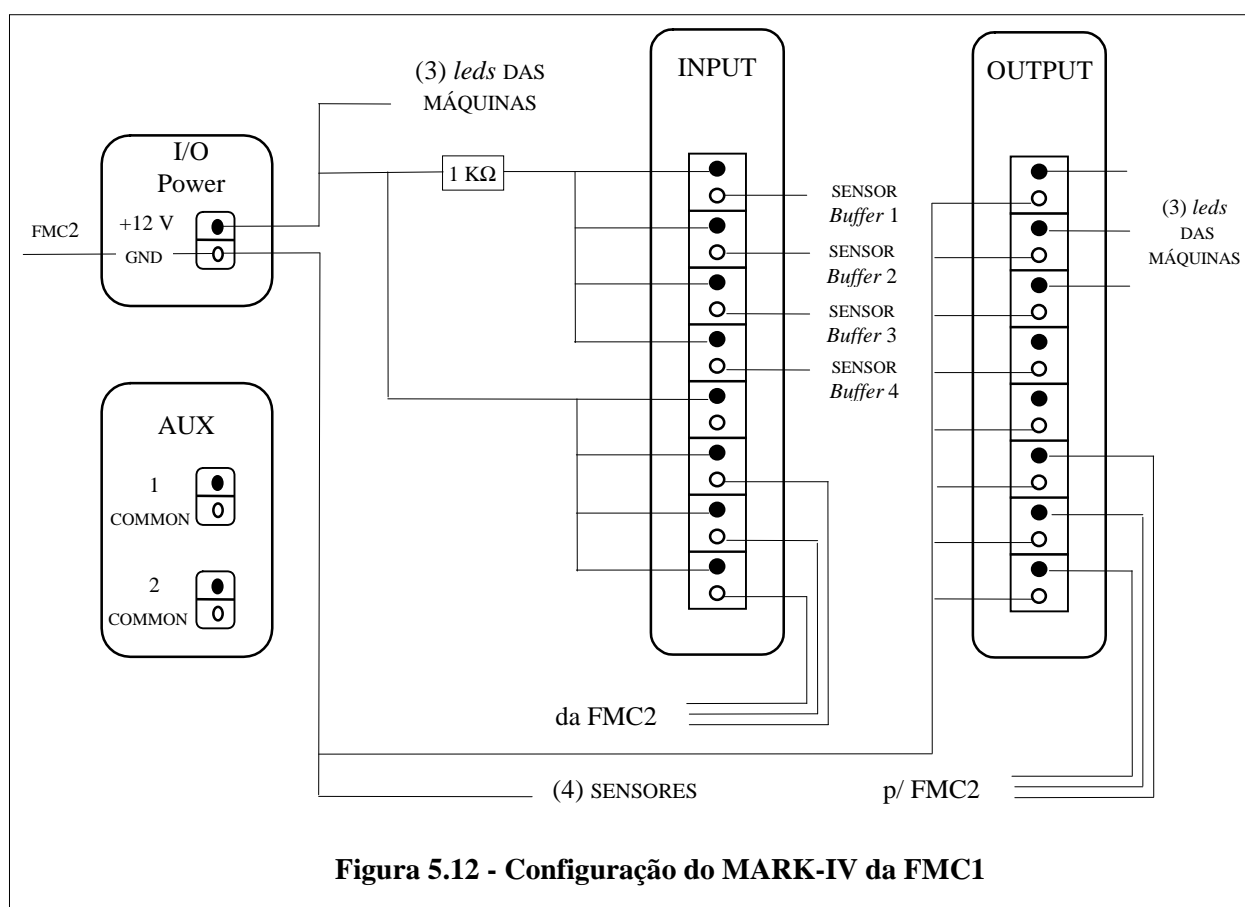 (3) leds DAS
MÁQUINAS
I/O
Power
+12 V
FMC2
GND
AUX
1
COMMON
2
COMMON
1 KΩ
INPUT
SENSOR
Buffer 1
SENSOR
Buffer 2
SENSOR
Buffer 3
SENSOR
Buffer 4
OUTPUT
(3) leds
DAS
MÁQUINAS
da FMC2
(4) SENSORES
p/ FMC2
Figura 5.12 - Configuração do MARK-IV da FMC1